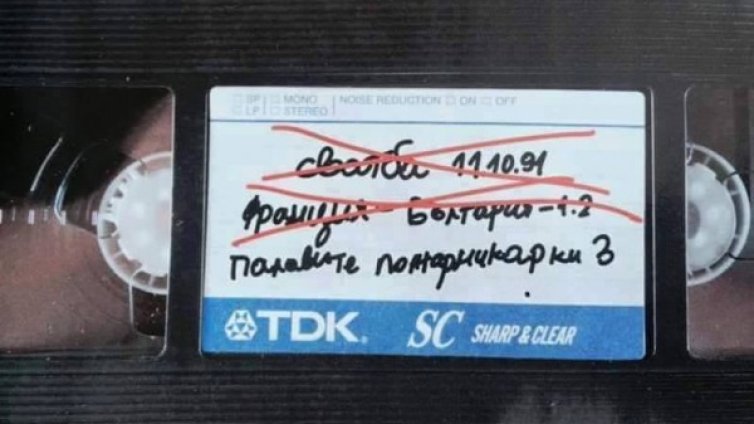 SP MONO NOISE REDUCTION ON OFF
LP STEREO
сватба 11.10.91
Франция - България - 1:2
Палавите пожарникарки 3
TDK SC SHARP & CLEAR